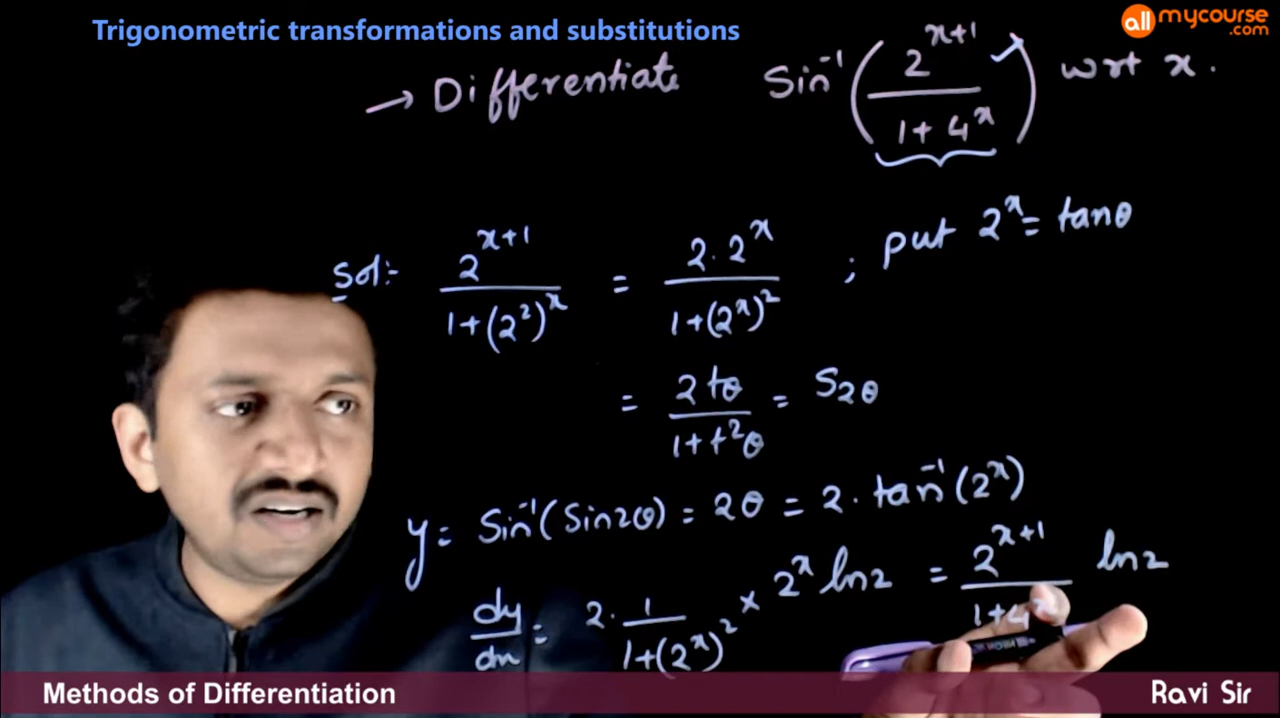 Trigonometric transformations and substitutions
all mycourse .com
→ Differentiate Sin⁻¹(2^(x+1)/(1+4^x)) wrt x.
Sol:- 2^(x+1)/(1+(2²)^x) = 2·2^x/(1+(2^x)²) ; put 2^x = tanθ
= 2tθ/(1+t²θ) = S2θ
y = Sin⁻¹(Sin2θ) = 2θ = 2·tan⁻¹(2^x)
dy/dx = 2·1/(1+(2^x)²) × 2^x ln2 = 2^(x+1)/(1+4 ln2
Methods of Differentiation
Ravi Sir